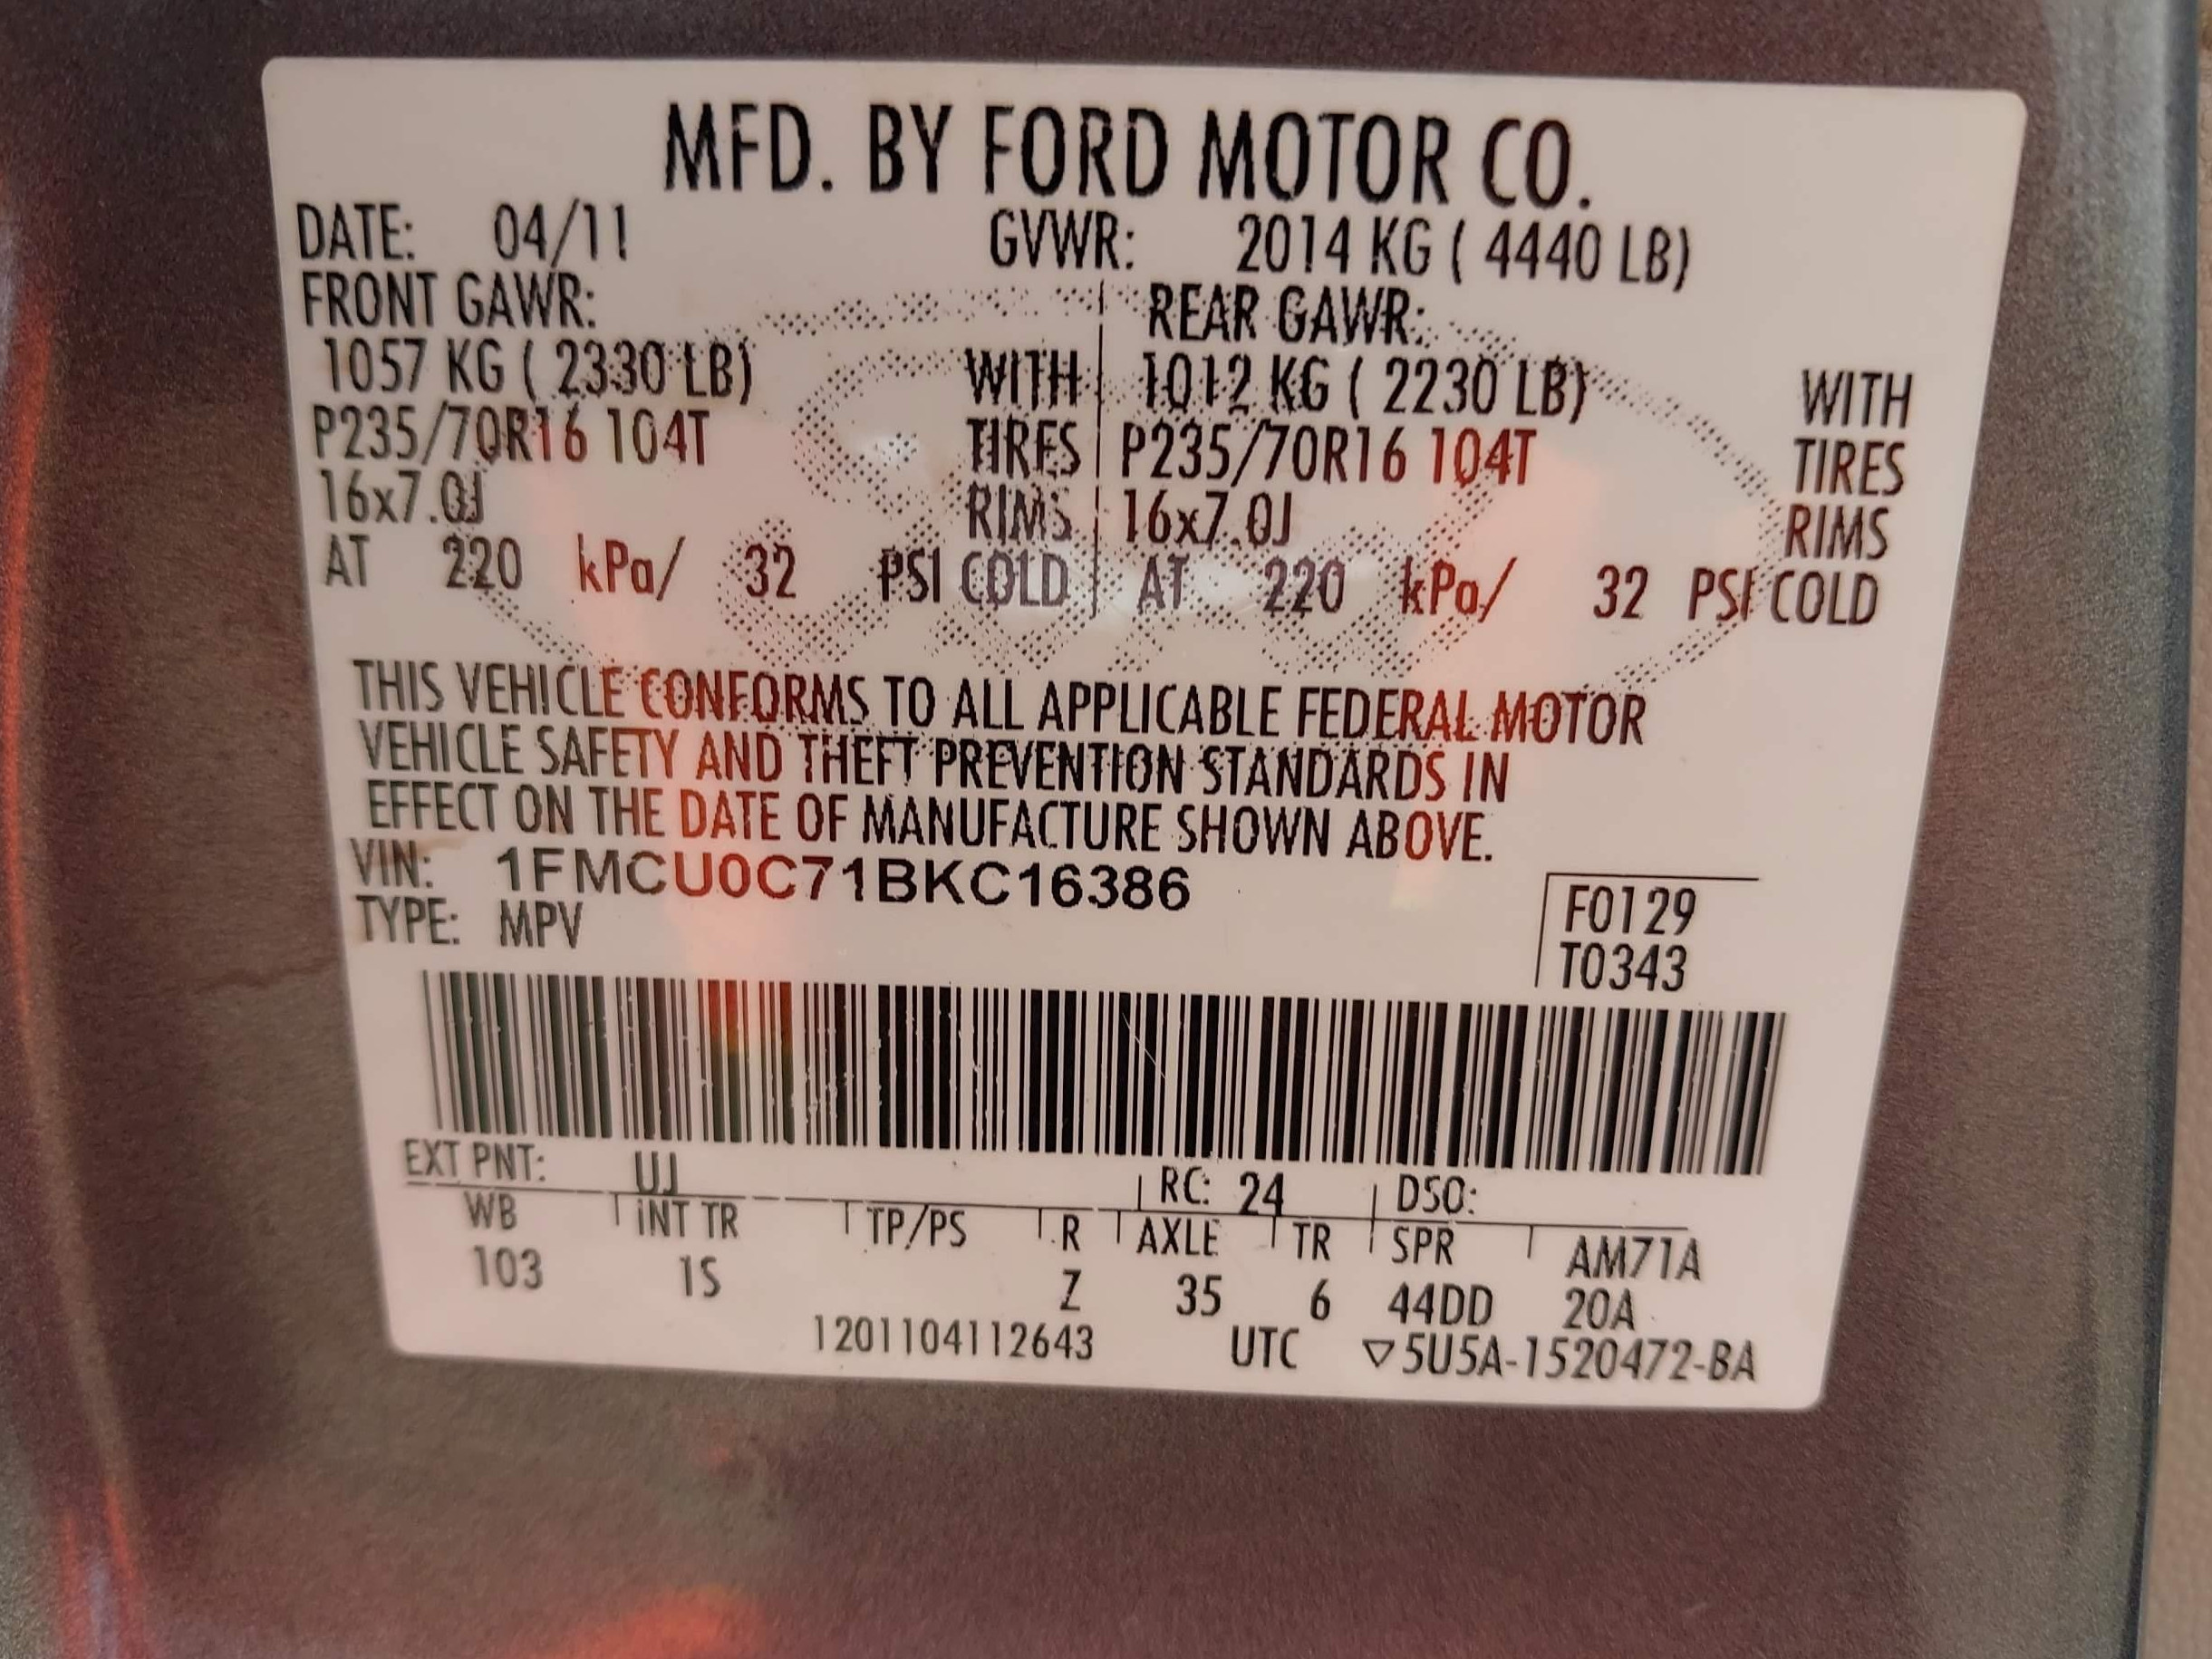 MFD. BY FORD MOTOR CO.
DATE: 04/11 GVWR: 2014 KG ( 4440 LB)
FRONT GAWR: REAR GAWR:
1057 KG ( 2330 LB) WITH 1012 KG ( 2230 LB) WITH
P235/70R16 104T TIRES P235/70R16 104T TIRES
16x7.0J RIMS 16x7.0J RIMS
AT 220 kPa/ 32 PSI COLD AT 220 kPa/ 32 PSI COLD
THIS VEHICLE CONFORMS TO ALL APPLICABLE FEDERAL MOTOR
VEHICLE SAFETY AND THEFT PREVENTION STANDARDS IN
EFFECT ON THE DATE OF MANUFACTURE SHOWN ABOVE.
VIN: 1FMCU0C71BKC16386
TYPE: MPV
F0129
T0343
EXT PNT: UJ RC: 24 DSO:
WB INT TR TP/PS R AXLE TR SPR AM71A
103 1S Z 35 6 44DD 20A
1201104112643 UTC ▽5U5A-1520472-BA